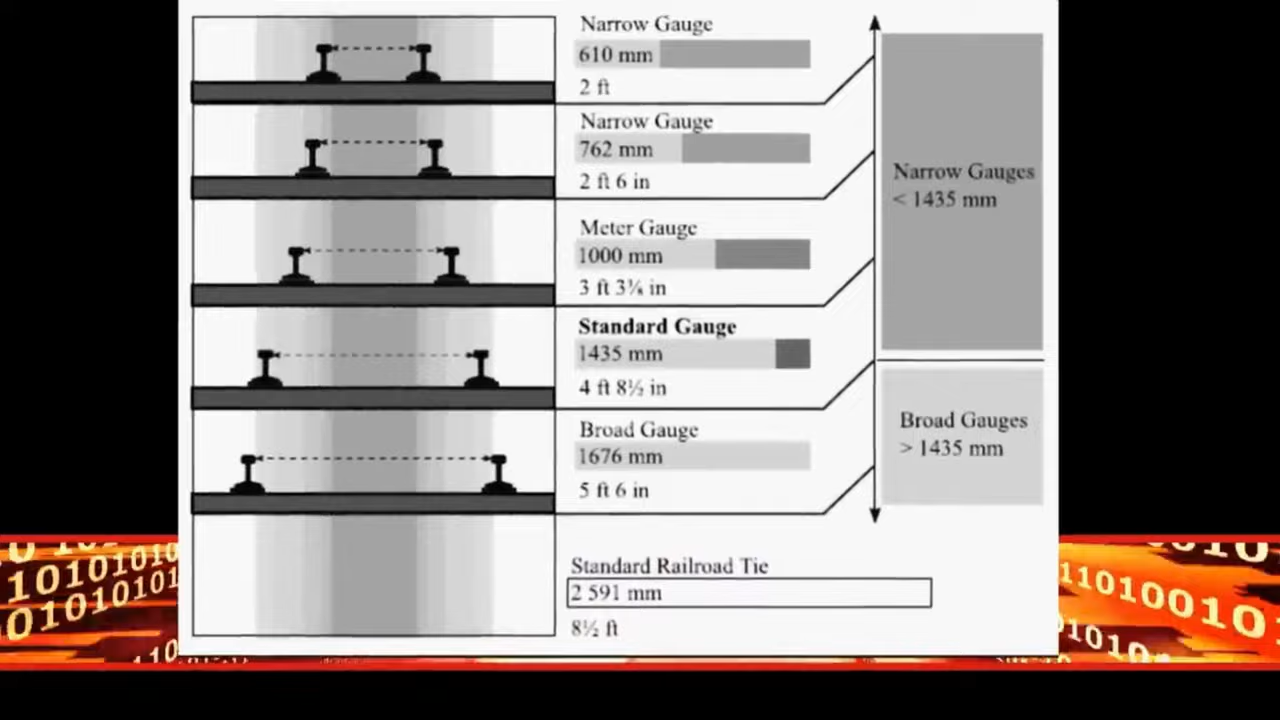 Narrow Gauge
610 mm
2 ft
Narrow Gauge
762 mm
2 ft 6 in
Meter Gauge
1000 mm
3 ft 3⅜ in
Standard Gauge
1435 mm
4 ft 8½ in
Broad Gauge
1676 mm
5 ft 6 in
Narrow Gauges
< 1435 mm
Broad Gauges
> 1435 mm
Standard Railroad Tie
2 591 mm
8½ ft